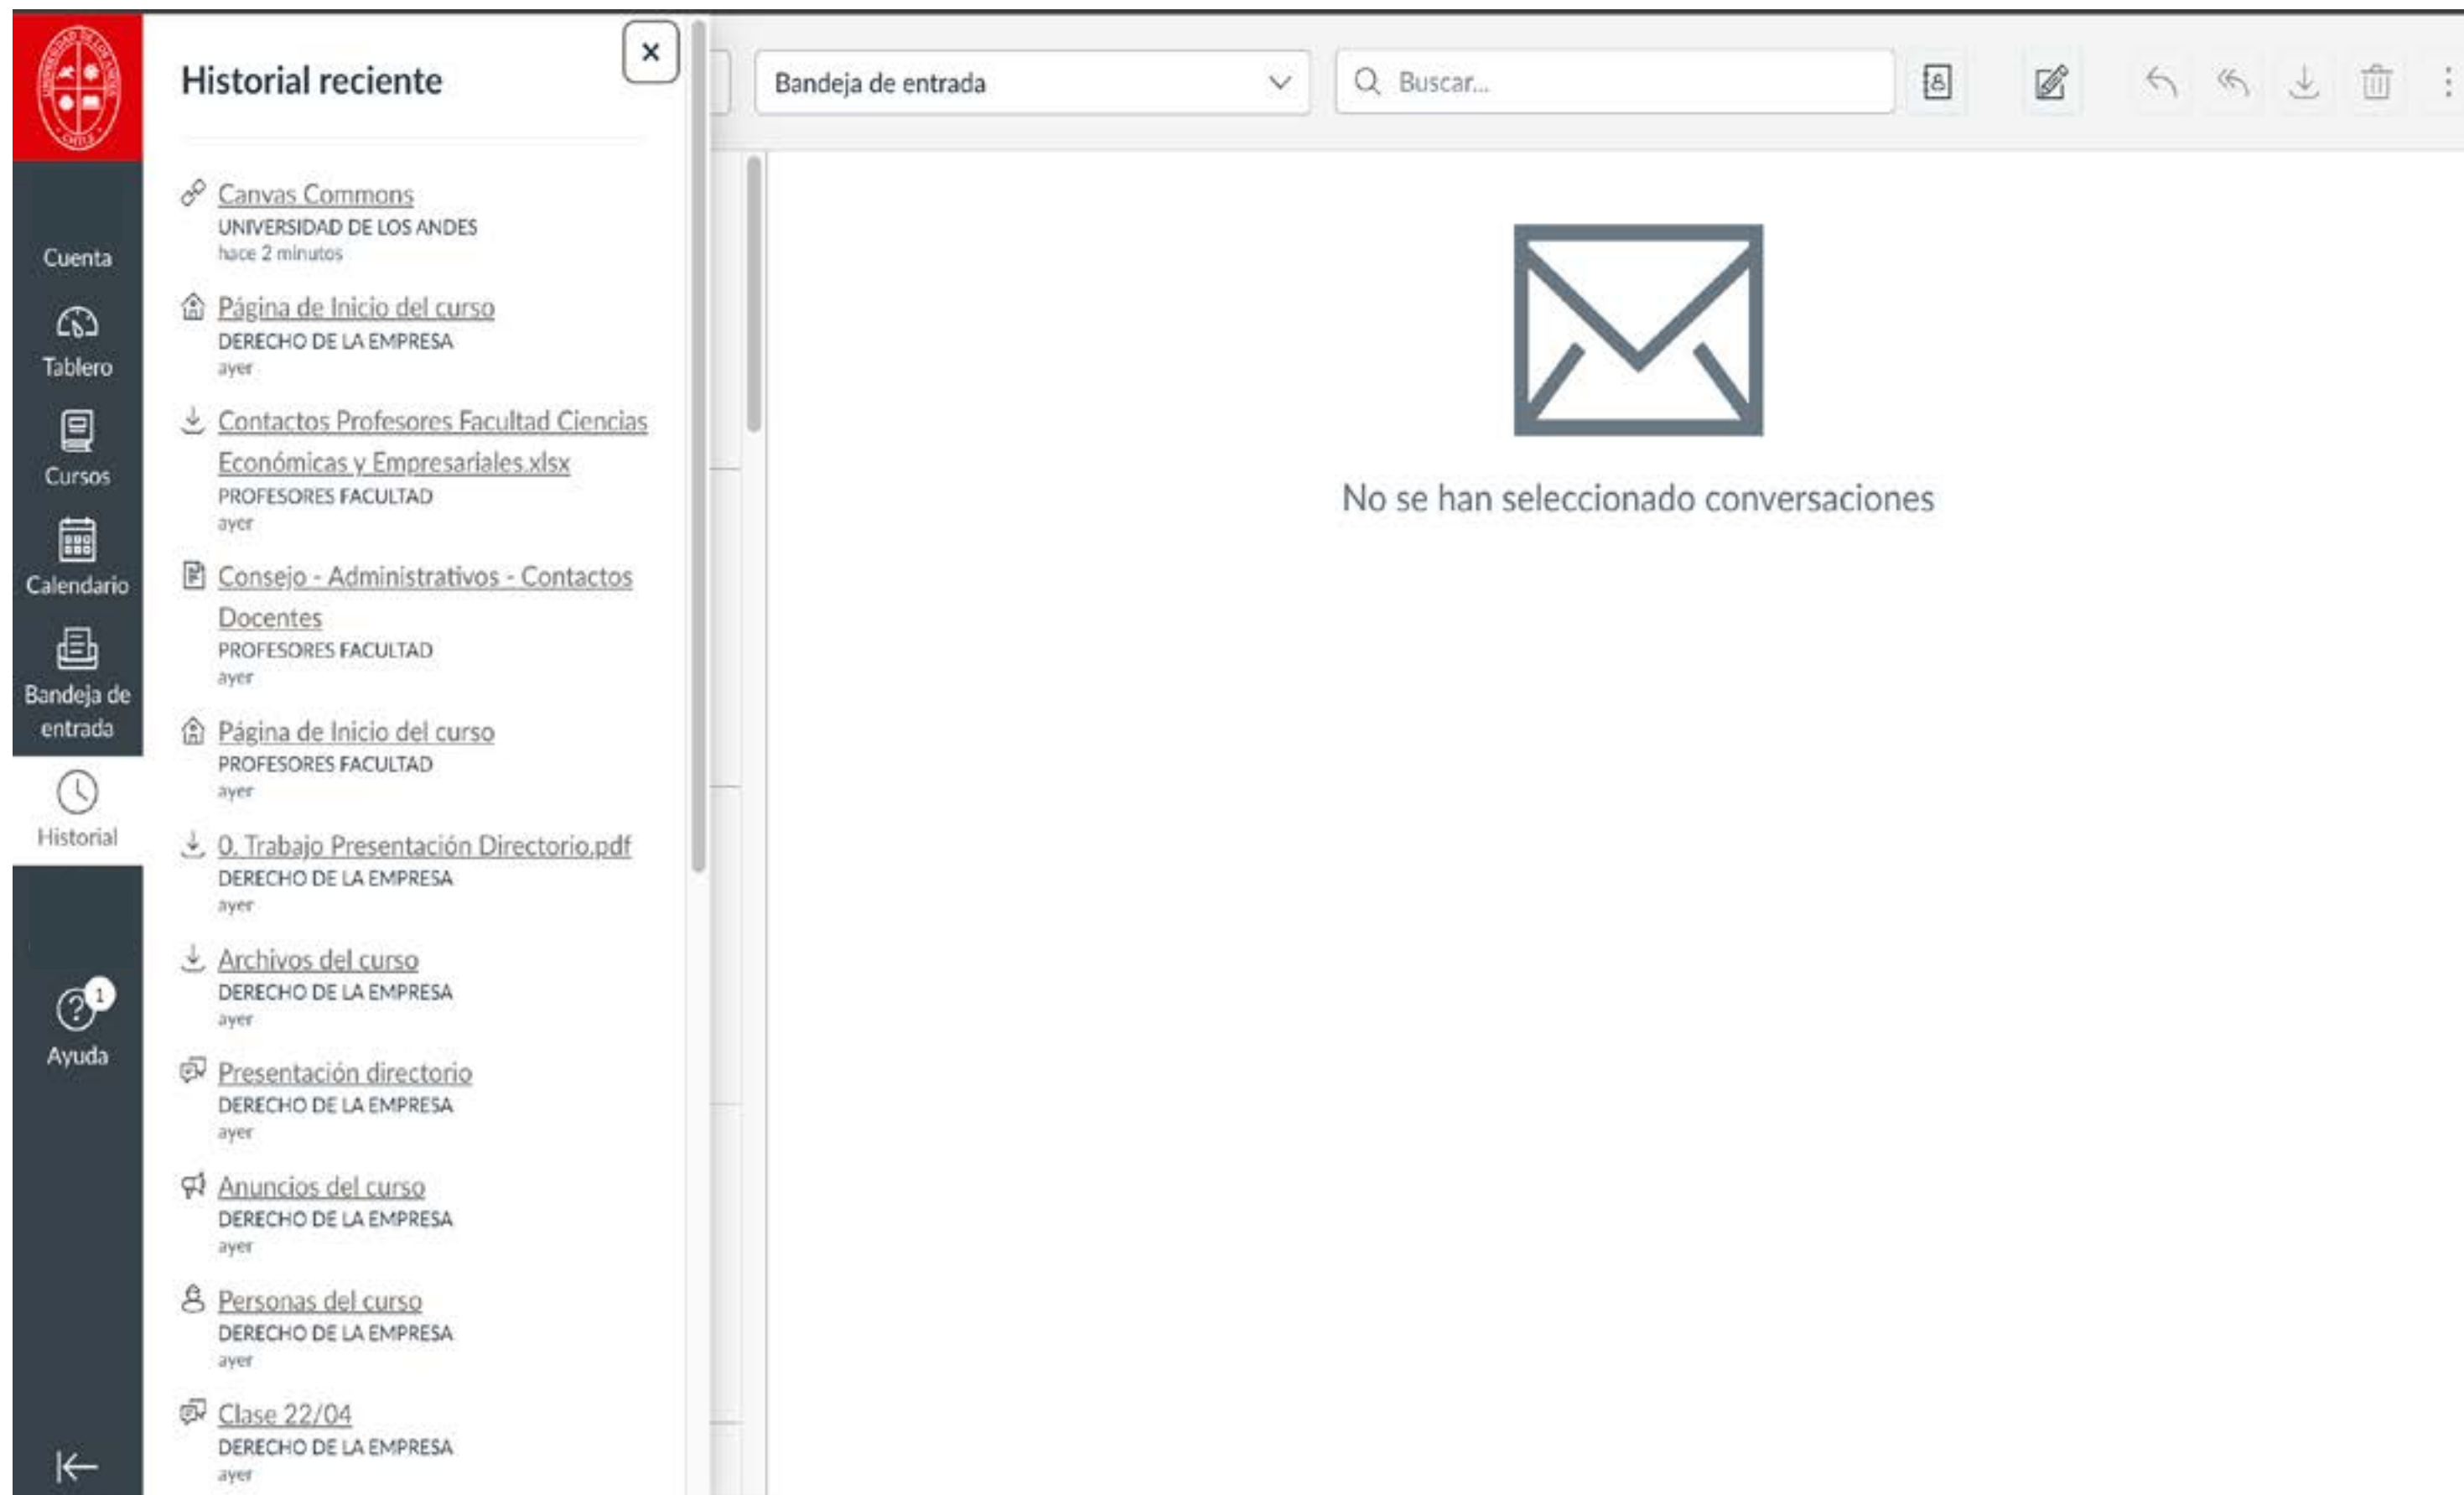 UNIVERSIDAD DE LOS ANDES
CHILE
Cuenta
Tablero
Cursos
Calendario
Bandeja de
entrada
Historial
1
Ayuda
Historial reciente
Canvas Commons
UNIVERSIDAD DE LOS ANDES
hace 2 minutos
Página de Inicio del curso
DERECHO DE LA EMPRESA
ayer
Contactos Profesores Facultad Ciencias
Económicas y Empresariales.xlsx
PROFESORES FACULTAD
ayer
Consejo - Administrativos - Contactos
Docentes
PROFESORES FACULTAD
ayer
Página de Inicio del curso
PROFESORES FACULTAD
ayer
0. Trabajo Presentación Directorio.pdf
DERECHO DE LA EMPRESA
ayer
Archivos del curso
DERECHO DE LA EMPRESA
ayer
Presentación directorio
DERECHO DE LA EMPRESA
ayer
Anuncios del curso
DERECHO DE LA EMPRESA
ayer
Personas del curso
DERECHO DE LA EMPRESA
ayer
Clase 22/04
DERECHO DE LA EMPRESA
ayer
Bandeja de entrada
Buscar...
No se han seleccionado conversaciones